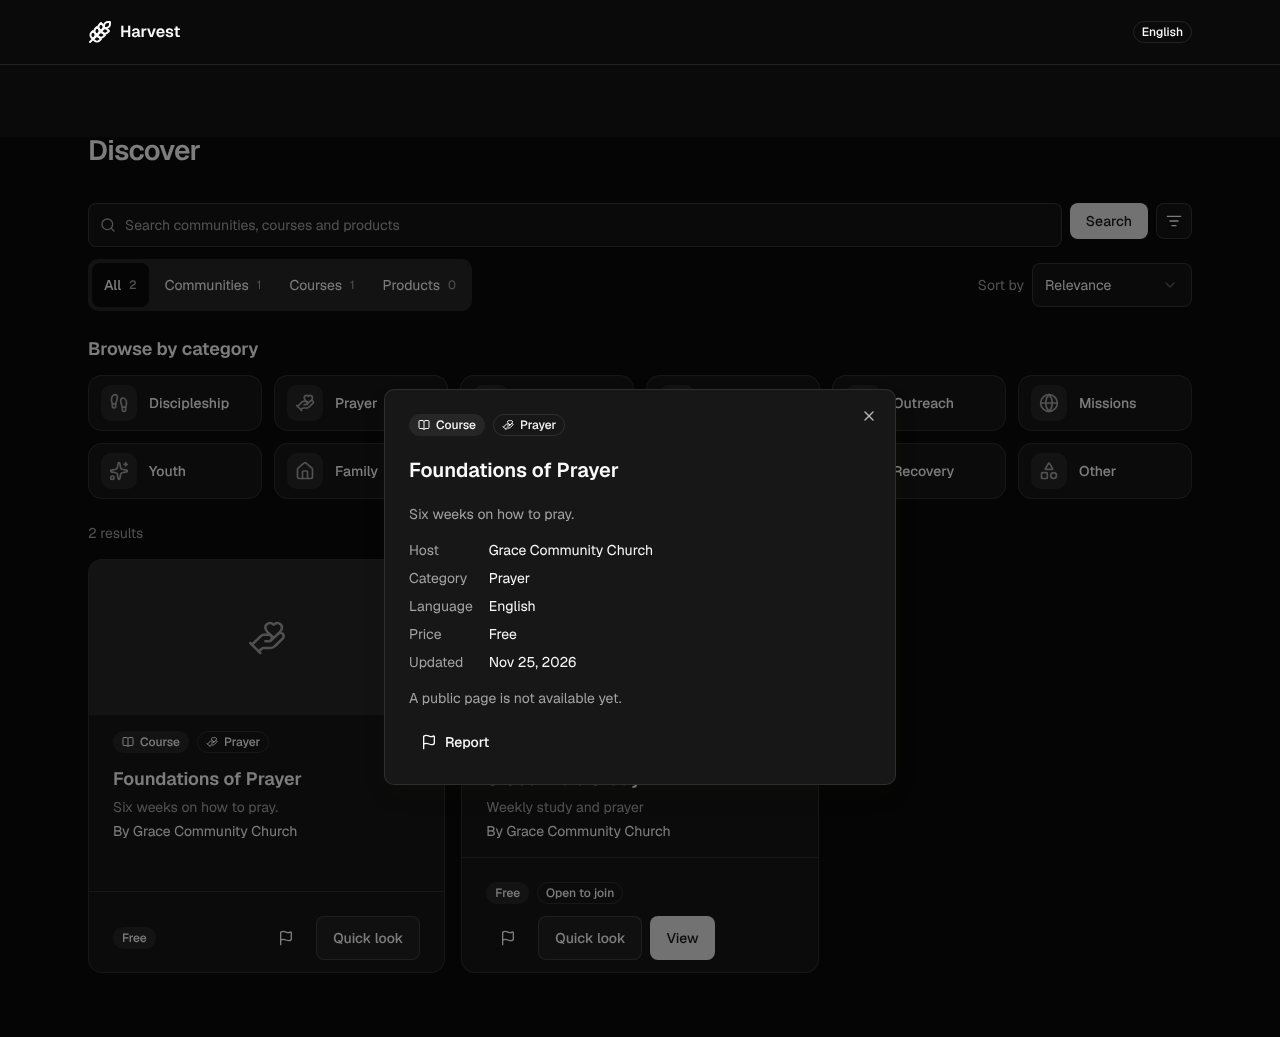 Harvest
English
Discover
Search communities, courses and products
Search
All 2
Communities 1
Courses 1
Products 0
Sort by
Relevance
Browse by category
Discipleship
Prayer
Outreach
Missions
Youth
Family
Recovery
Other
2 results
Course
Prayer
Foundations of Prayer
Six weeks on how to pray.
Host Grace Community Church
Category Prayer
Language English
Price Free
Updated Nov 25, 2026
A public page is not available yet.
Report
Course
Prayer
Foundations of Prayer
Six weeks on how to pray.
By Grace Community Church
Free
Quick look
Weekly study and prayer
By Grace Community Church
Free
Open to join
Quick look
View